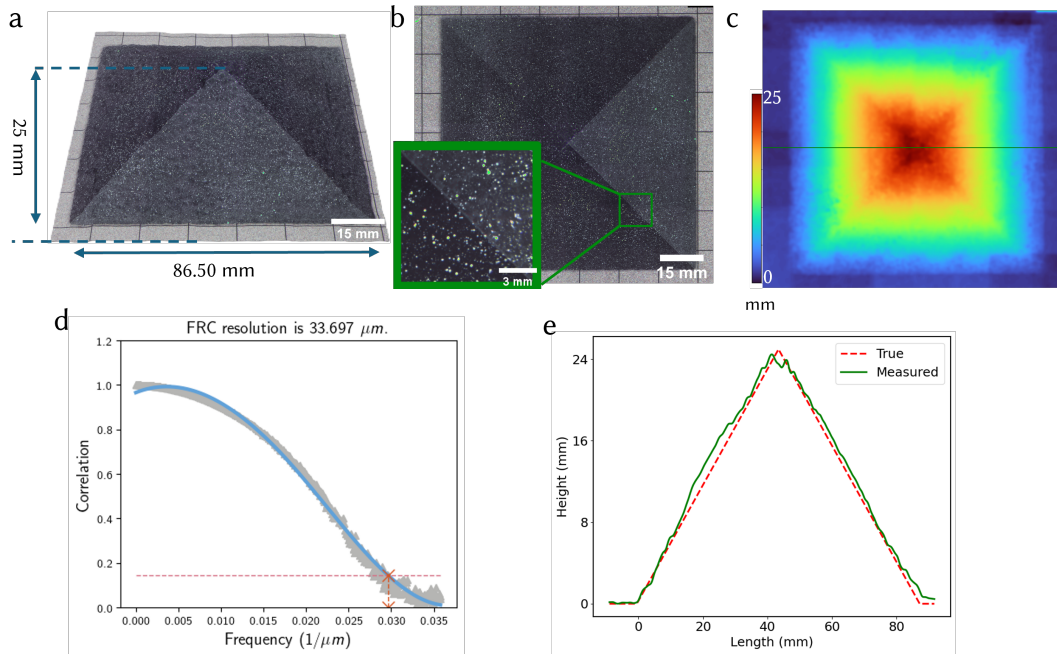 a
25 mm
15 mm
86.50 mm
b
3 mm
15 mm
c
25
0
mm
d
FRC resolution is 33.697 μm.
1.2
1.0
0.8
0.6
0.4
0.2
0.0
Correlation
0.000 0.005 0.010 0.015 0.020 0.025 0.030 0.035
Frequency (1/μm)
e
True
Measured
24
16
8
0
Height (mm)
0 20 40 60 80
Length (mm)